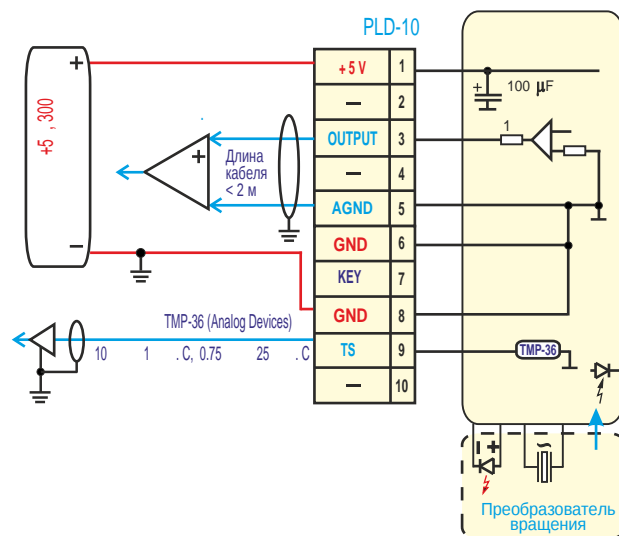 PLD-10
+5 , 300
+
−
+
Длина
кабеля
< 2 м
+ 5 V 1
− 2
OUTPUT 3
− 4
AGND 5
GND 6
KEY 7
GND 8
TS 9
− 10
+ 100 µF
1
TMP-36 (Analog Devices)
10 1 . C, 0.75 25 . C
TMP-36
− +
~
Преобразователь
вращения